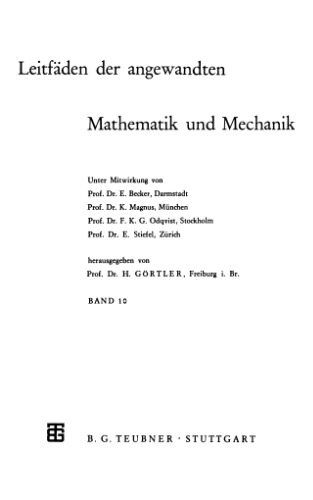 Leitfäden der angewandten
Mathematik und Mechanik
Unter Mitwirkung von
Prof. Dr. E. Becker, Darmstadt
Prof. Dr. K. Magnus, München
Prof. Dr. F. K. G. Odqvist, Stockholm
Prof. Dr. E. Stiefel, Zürich
herausgegeben von
Prof. Dr. H. GÖRTLER, Freiburg i. Br.
BAND 10
B. G. TEUBNER · STUTTGART